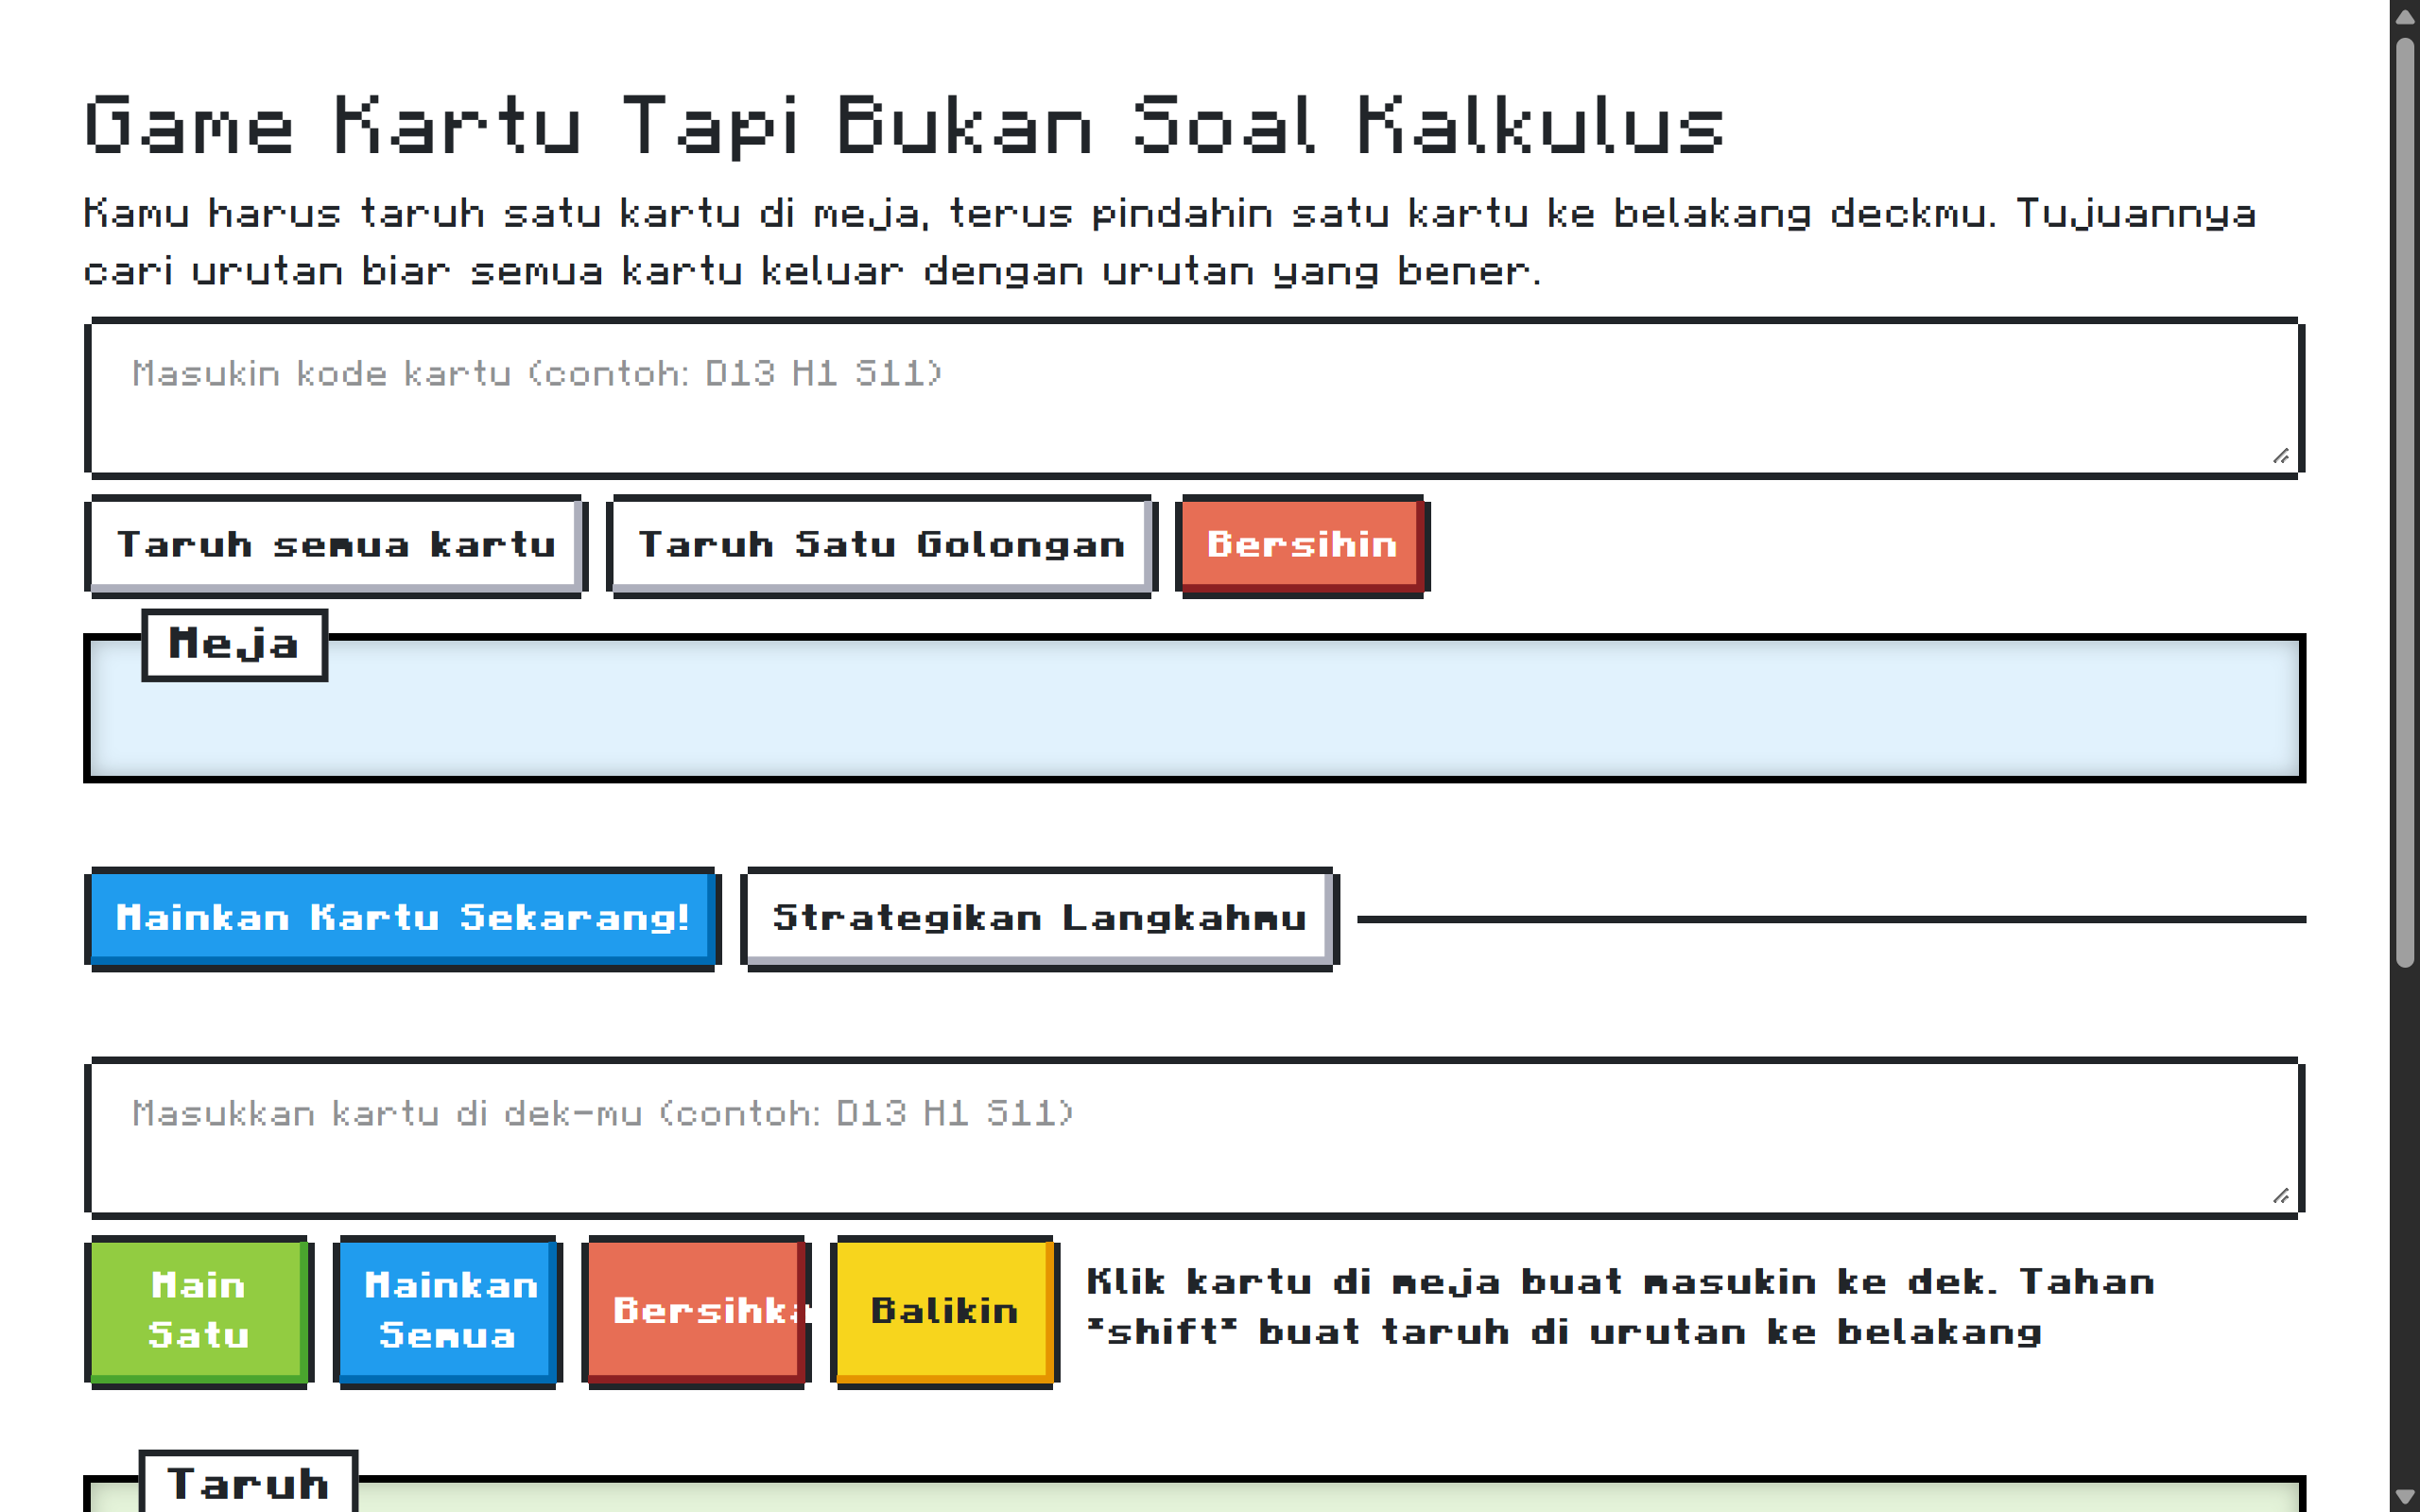 Game Kartu Tapi Bukan Soal Kalkulus
Kamu harus taruh satu kartu di meja, terus pindahin satu kartu ke belakang deckmu. Tujuannya
cari urutan biar semua kartu keluar dengan urutan yang bener.
Masukin kode kartu (contoh: D13 H1 S11)
Taruh semua kartu
Taruh Satu Golongan
Bersihin
Meja
Mainkan Kartu Sekarang!
Strategikan Langkahmu
Masukkan kartu di dek-mu (contoh: D13 H1 S11)
Main
Satu
Mainkan
Semua
Balikin
Klik kartu di meja buat masukin ke dek. Tahan
"shift" buat taruh di urutan ke belakang
Taruh